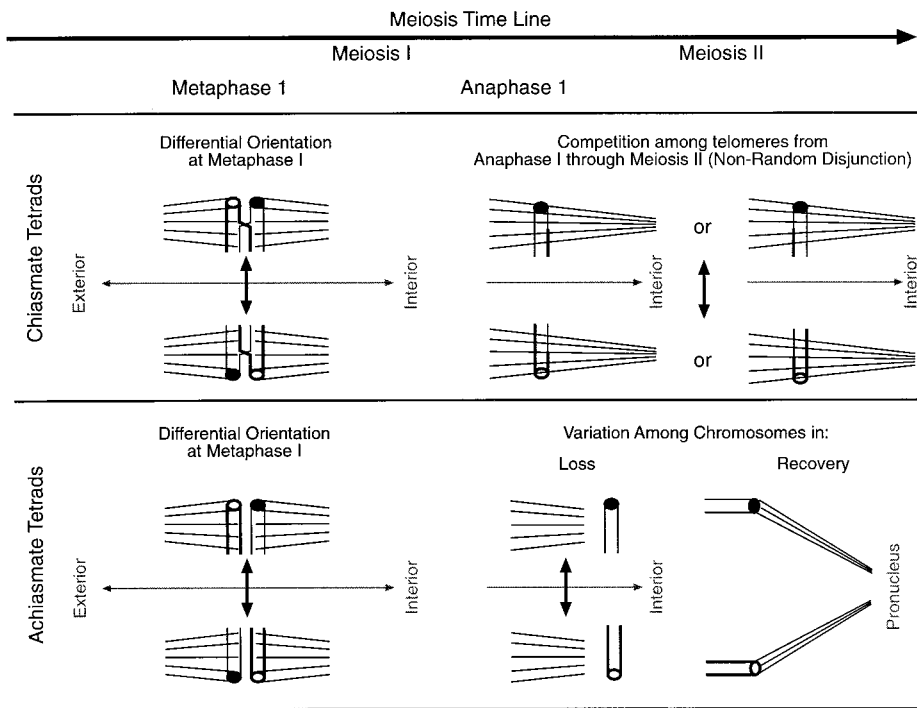 Meiosis Time Line
Meiosis I
Meiosis II
Metaphase 1
Anaphase 1
Chiasmate Tetrads
Differential Orientation
at Metaphase I
Competition among telomeres from
Anaphase I through Meiosis II (Non-Random Disjunction)
or
Exterior
Interior
Interior
Interior
or
Achiasmate Tetrads
Differential Orientation
at Metaphase I
Variation Among Chromosomes in:
Loss
Recovery
Exterior
Interior
Interior
Pronucleus